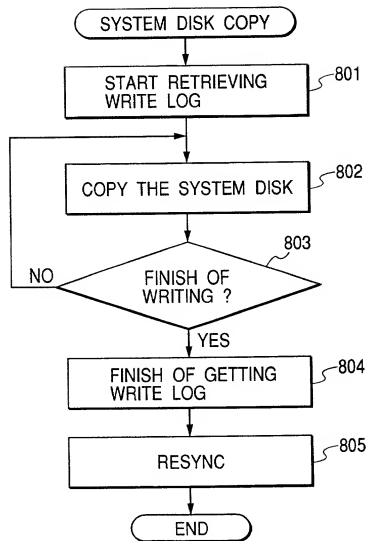 SYSTEM DISK COPY
START RETRIEVING
WRITE LOG
801
COPY THE SYSTEM DISK
802
803
FINISH OF
WRITING ?
NO
YES
FINISH OF GETTING
WRITE LOG
804
RESYNC
805
END